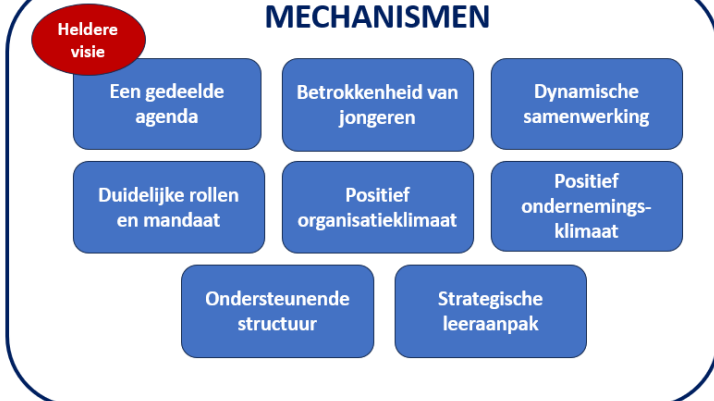 MECHANISMEN
Heldere
visie
Een gedeelde
agenda
Betrokkenheid van
jongeren
Dynamische
samenwerking
Duidelijke rollen
en mandaat
Positief
organisatieklimaat
Positief
ondernemings-
klimaat
Ondersteunende
structuur
Strategische
leeraanpak